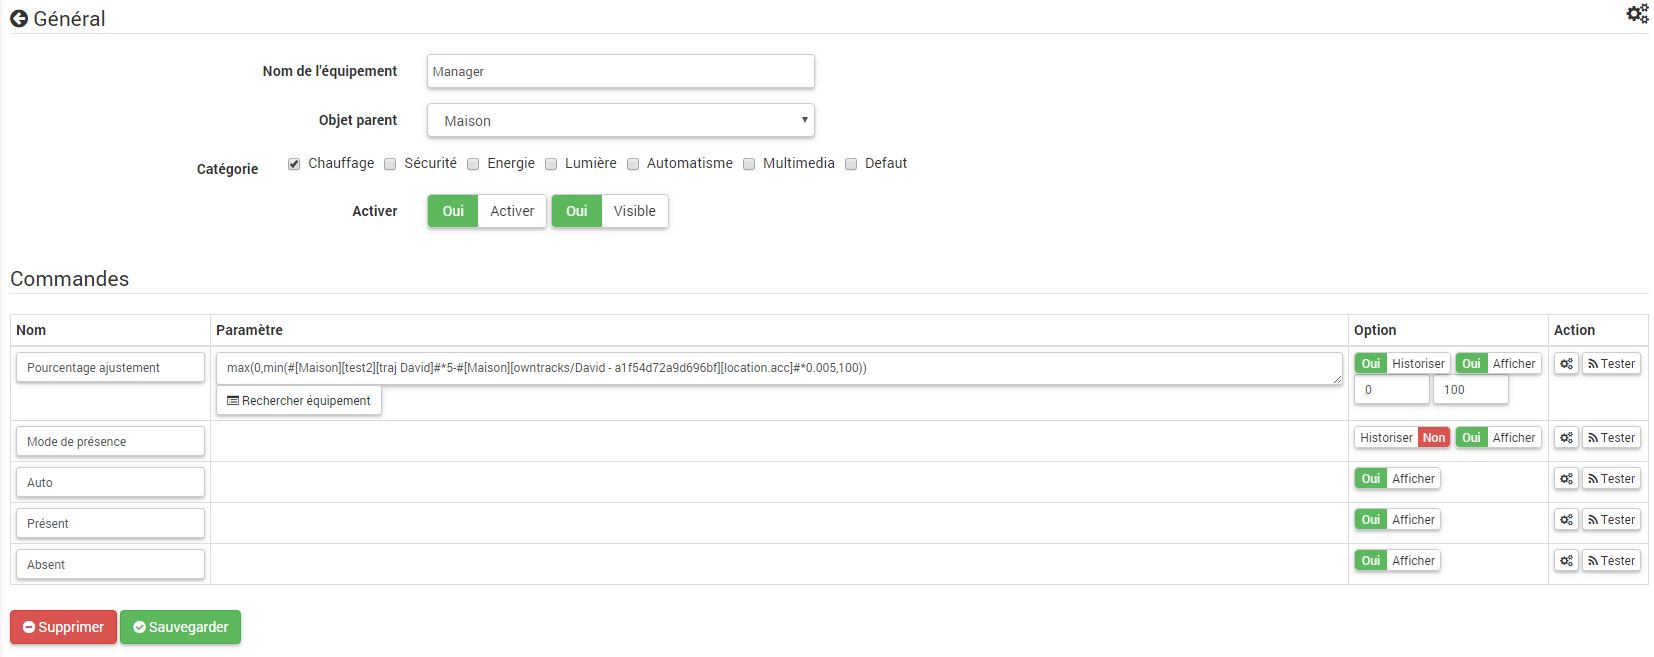 Général
Nom de l'équipement Manager
Objet parent Maison
Catégorie Chauffage Sécurité Energie Lumière Automatisme Multimedia Defaut
Activer Oui Activer Oui Visible
Commandes
Nom Paramètre Option Action
Pourcentage ajustement max(0,min(#[Maison][test2][traj David]#*5-#[Maison][owntracks/David - a1f54d72a9d696bf][location.acc]#*0.005,100)) Oui Historiser Oui Afficher Tester
Rechercher équipement 0 100
Mode de présence Historiser Non Oui Afficher Tester
Auto Oui Afficher Tester
Présent Oui Afficher Tester
Absent Oui Afficher Tester
Supprimer Sauvegarder